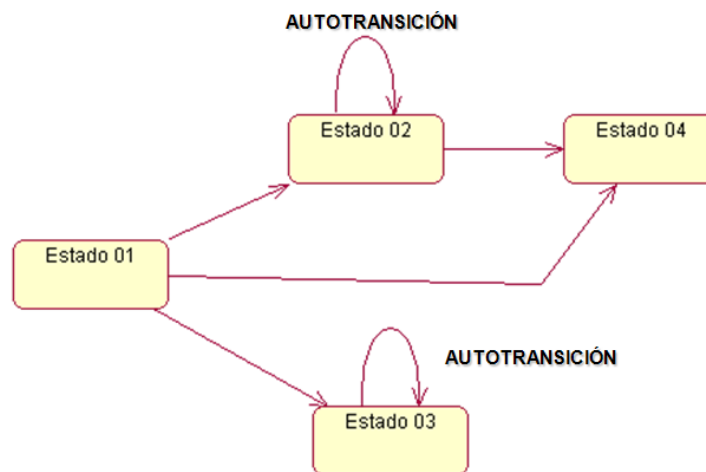 AUTOTRANSICIÓN
Estado 02
Estado 04
Estado 01
AUTOTRANSICIÓN
Estado 03